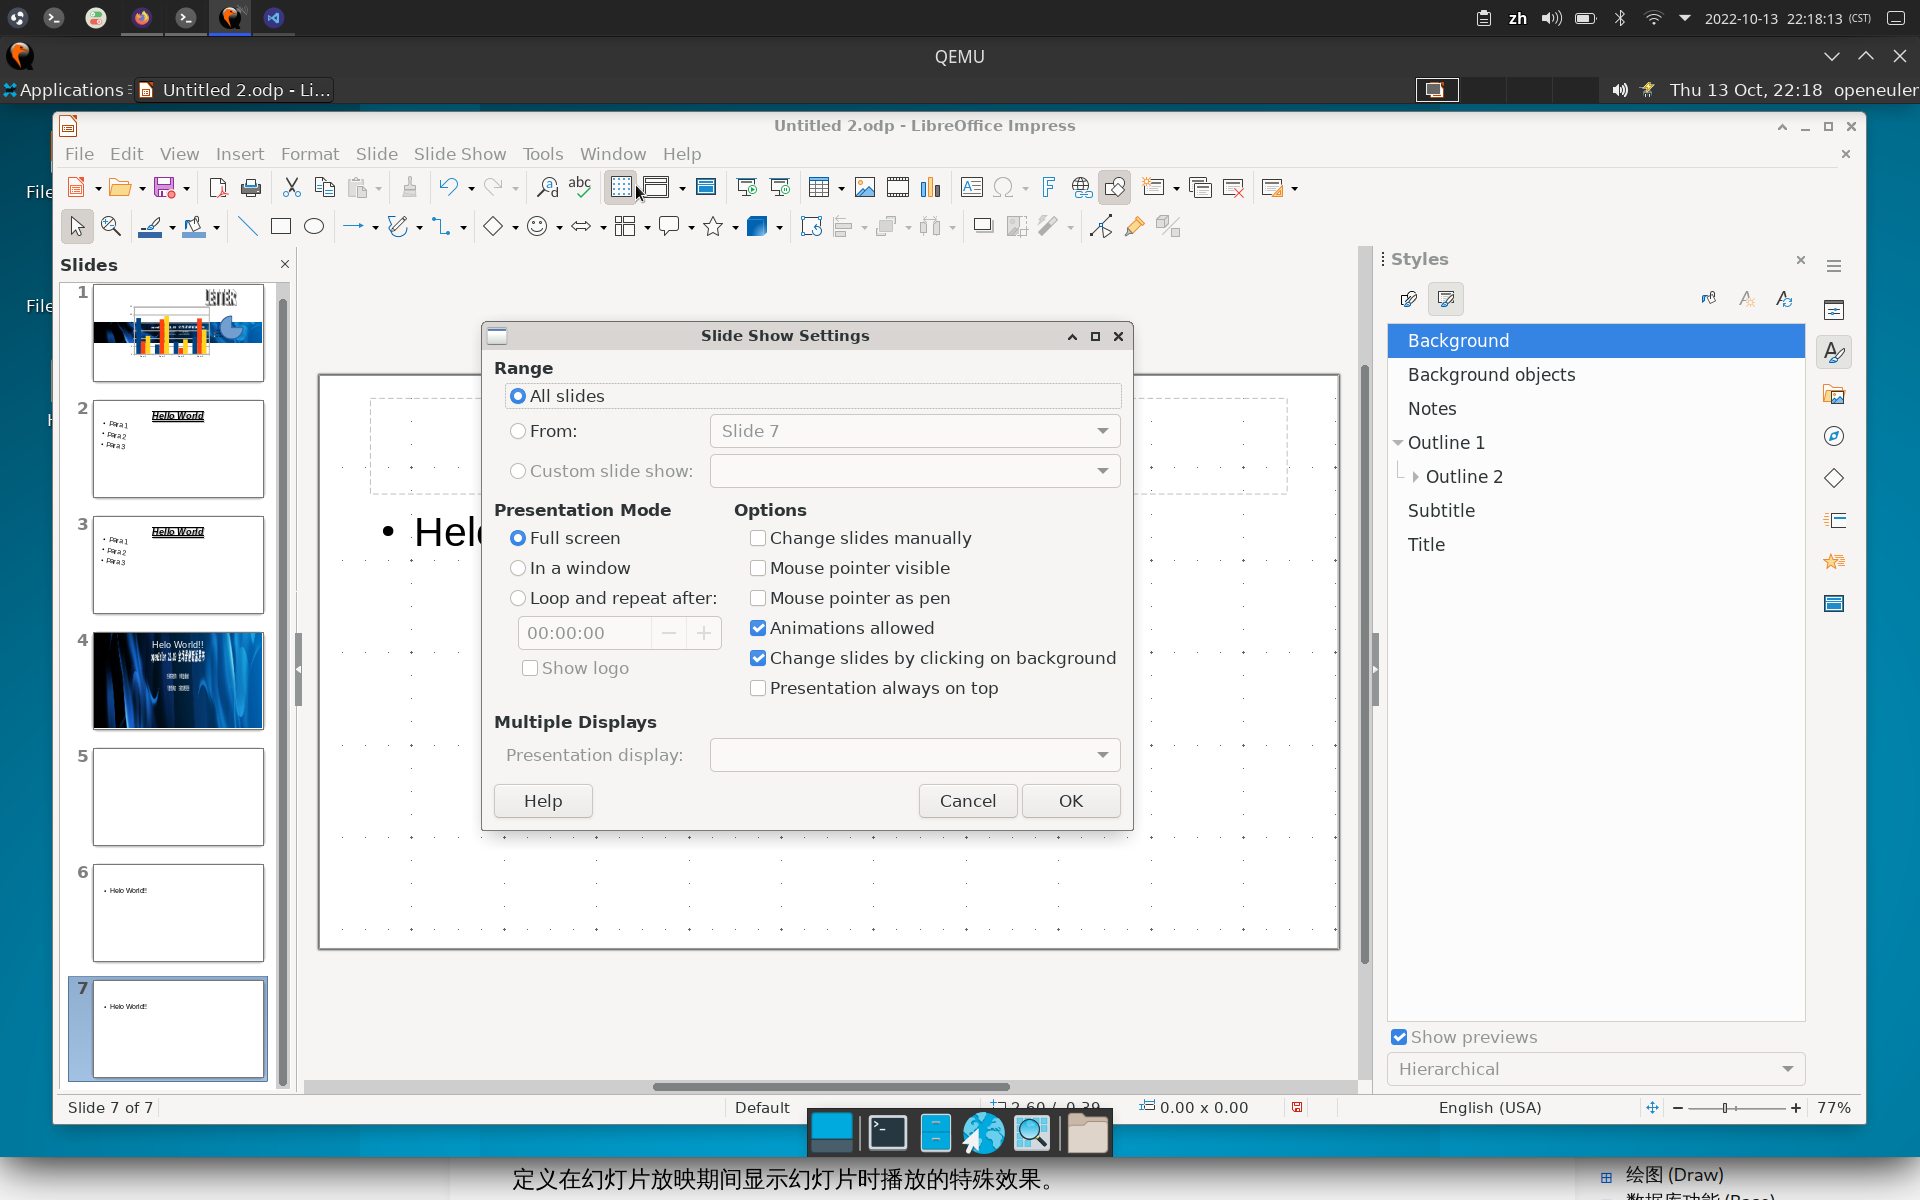 zh
2022-10-13 22:18:13 (CST)
QEMU
Applications
Untitled 2.odp - Li...
Thu 13 Oct, 22:18 openeuler
Untitled 2.odp - LibreOffice Impress
File Edit View Insert Format Slide Slide Show Tools Window Help
File
File
H
Slides
1
2
Hello World
• Para 1
• Para 2
• Para 3
3
Hello World
• Para 1
• Para 2
• Para 3
4
Helo World!!
5
6
• Helo World!!
7
• Helo World!!
• Helo
Slide Show Settings
Range
All slides
From:
Slide 7
Custom slide show:
Presentation Mode
Full screen
In a window
Loop and repeat after:
00:00:00
Show logo
Options
Change slides manually
Mouse pointer visible
Mouse pointer as pen
Animations allowed
Change slides by clicking on background
Presentation always on top
Multiple Displays
Presentation display:
Help
Cancel
OK
Styles
Background
Background objects
Notes
Outline 1
Outline 2
Subtitle
Title
Show previews
Hierarchical
Slide 7 of 7
Default
2.60 / 0.39
0.00 x 0.00
English (USA)
77%
定义在幻灯片放映期间显示幻灯片时播放的特殊效果。
绘图 (Draw)